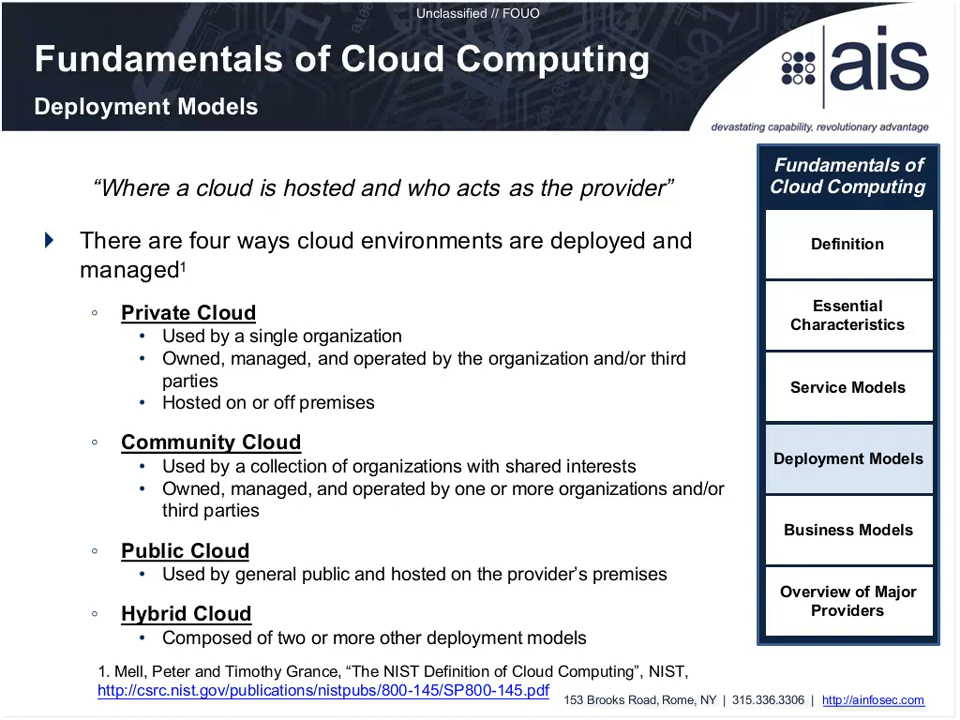 Unclassified // FOUO
Fundamentals of Cloud Computing
Deployment Models
ais
devastating capability, revolutionary advantage
“Where a cloud is hosted and who acts as the provider”
There are four ways cloud environments are deployed and
managed¹
◦ Private Cloud
• Used by a single organization
• Owned, managed, and operated by the organization and/or third
parties
• Hosted on or off premises
◦ Community Cloud
• Used by a collection of organizations with shared interests
• Owned, managed, and operated by one or more organizations and/or
third parties
◦ Public Cloud
• Used by general public and hosted on the provider’s premises
◦ Hybrid Cloud
• Composed of two or more other deployment models
1. Mell, Peter and Timothy Grance, “The NIST Definition of Cloud Computing”, NIST,
http://csrc.nist.gov/publications/nistpubs/800-145/SP800-145.pdf
Fundamentals of
Cloud Computing
Definition
Essential
Characteristics
Service Models
Deployment Models
Business Models
Overview of Major
Providers
153 Brooks Road, Rome, NY | 315.336.3306 | http://ainfosec.com